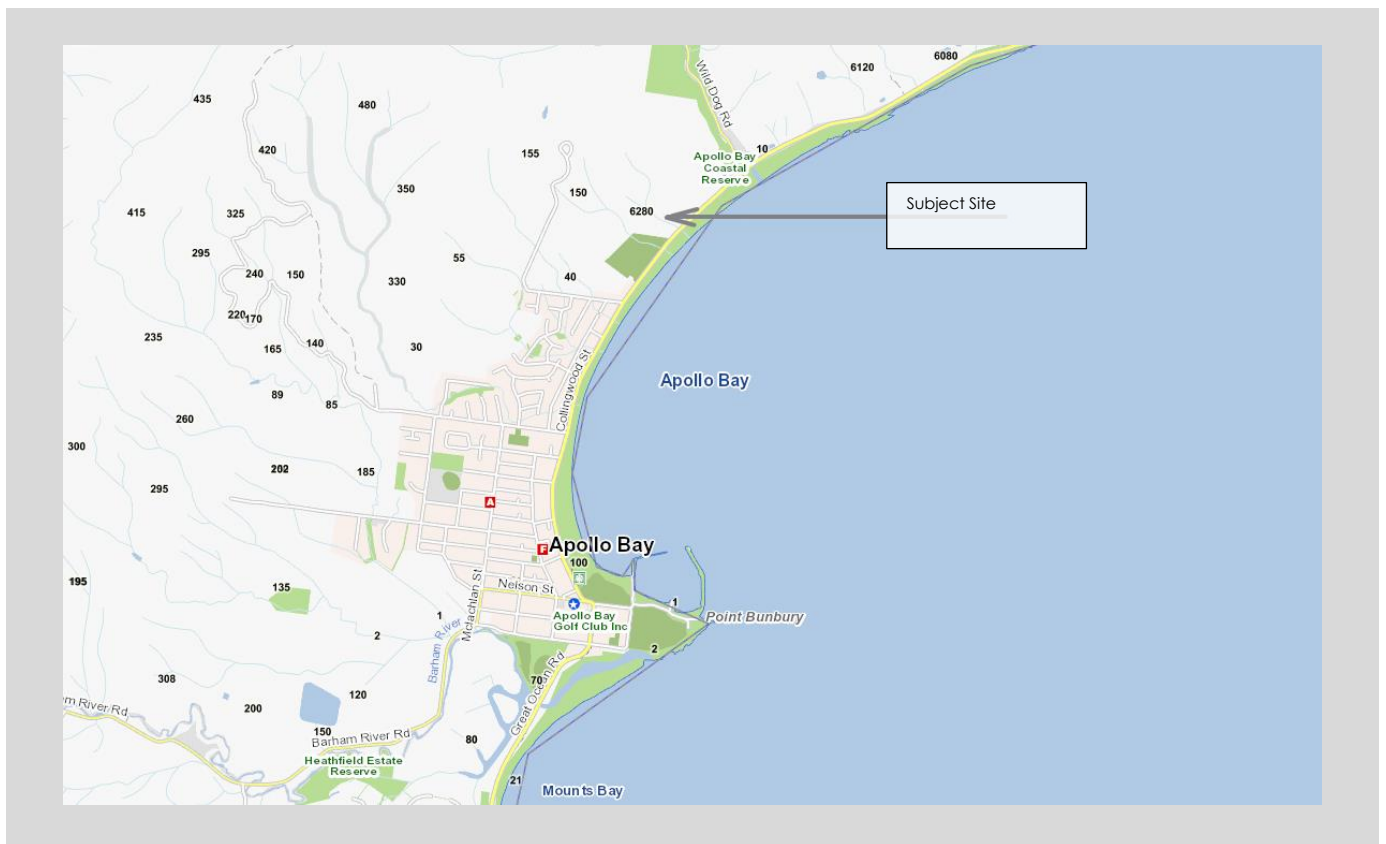 6080
6120
435
480
Wild Dog Rd
420
10
155
Apollo Bay
Coastal
Reserve
350
150
Subject Site
415
325
6280
295
55
240
150
40
330
220
170
235
165
140
30
Apollo Bay
89
85
Collingwood St
260
300
202
185
295
Apollo Bay
F
A
100
195
135
Nelson St
1
Mclachlan St
1
Apollo Bay
Golf Club Inc
Point Bunbury
2
Barham River
2
308
70
Great Ocean Rd
120
m River Rd
200
150
Barham River Rd
80
Heathfield Estate
Reserve
21
Mounts Bay